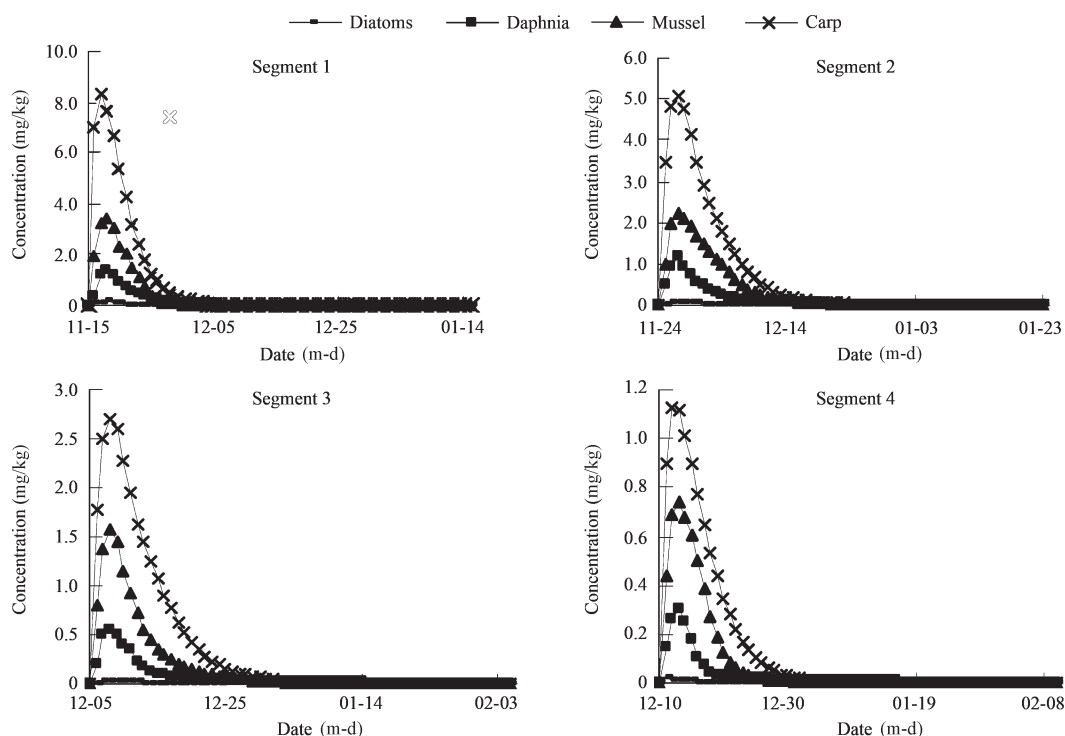 Diatoms Daphnia Mussel Carp
Segment 1
Concentration (mg/kg)
10.0
8.0
6.0
4.0
2.0
0
11-15 12-05 12-25 01-14
Date (m-d)
Segment 2
Concentration (mg/kg)
6.0
5.0
4.0
3.0
2.0
1.0
0
11-24 12-14 01-03 01-23
Date (m-d)
Segment 3
Concentration (mg/kg)
3.0
2.5
2.0
1.5
1.0
0.5
0
12-05 12-25 01-14 02-03
Date (m-d)
Segment 4
Concentration (mg/kg)
1.2
1.0
0.8
0.6
0.4
0.2
0
12-10 12-30 01-19 02-08
Date (m-d)